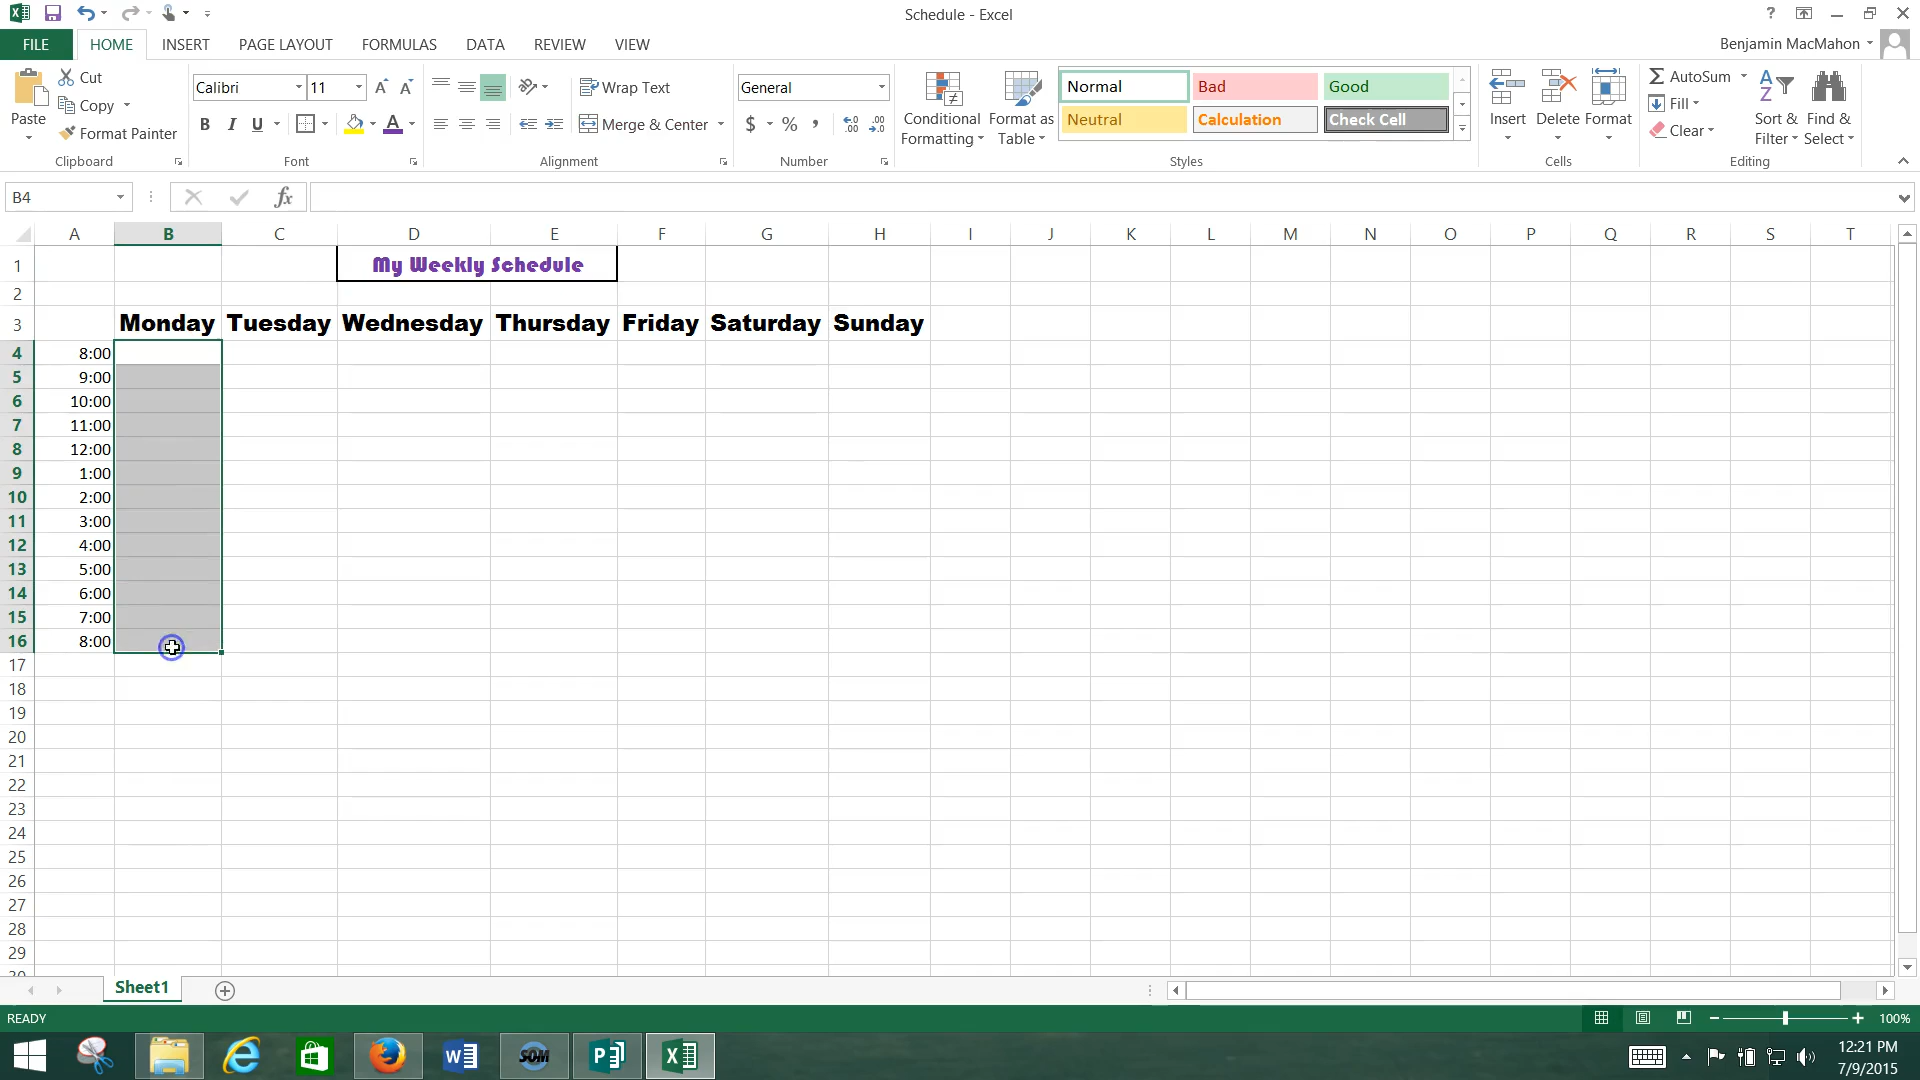 Schedule - Excel
?
FILE HOME INSERT PAGE LAYOUT FORMULAS DATA REVIEW VIEW
Benjamin MacMahon
Paste
Cut
Copy
Format Painter
Clipboard
Calibri 11
B I U
Font
Wrap Text
Merge & Center
Alignment
General
$ % ,
Number
Conditional Formatting
Format as Table
Normal Bad Good
Neutral Calculation Check Cell
Styles
Insert Delete Format
Cells
AutoSum
Fill
Clear
Sort & Filter
Find & Select
Editing
B4
fx
A B C D E F G H I J K L M N O P Q R S T
1 My Weekly Schedule
2
3 Monday Tuesday Wednesday Thursday Friday Saturday Sunday
4 8:00
5 9:00
6 10:00
7 11:00
8 12:00
9 1:00
10 2:00
11 3:00
12 4:00
13 5:00
14 6:00
15 7:00
16 8:00
17
18
19
20
21
22
23
24
25
26
27
28
29
30
Sheet1
READY
100%
SOM
12:21 PM
7/9/2015